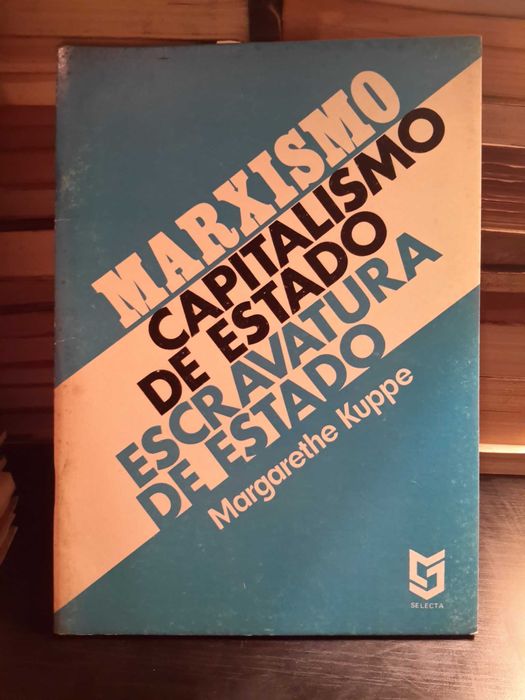 MARXISMO
CAPITALISMO
DE ESTADO
ESCRAVATURA
DE ESTADO
Margarethe Kuppe
SELECTA